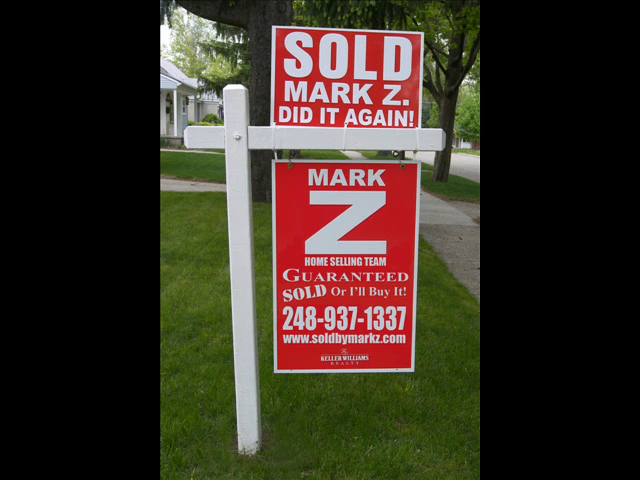 SOLD
MARK Z.
DID IT AGAIN!
MARK
Z
HOME SELLING TEAM
GUARANTEED
SOLD Or I'll Buy It!
248-937-1337
www.soldbymarkz.com
KELLER WILLIAMS
REALTY